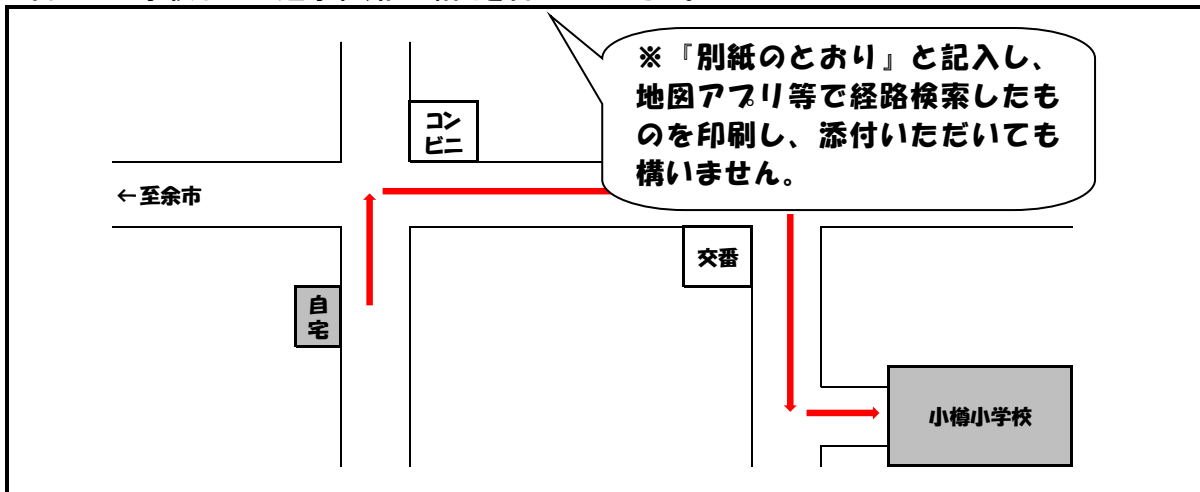 ※『別紙のとおり』と記入し、
地図アプリ等で経路検索したも
のを印刷し、添付いただいても
構いません。
コン
ビニ
←至余市
交番
自
宅
小樽小学校